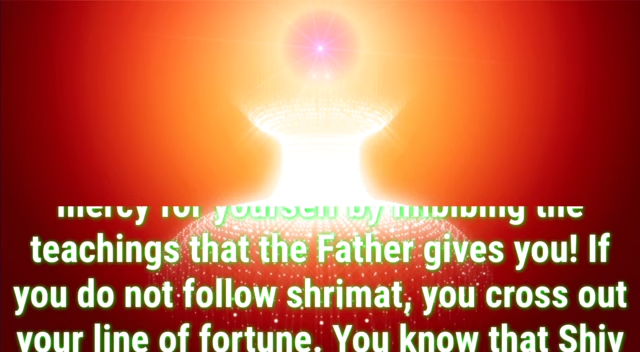 mercy for yourself by imbibing the
teachings that the Father gives you! If
you do not follow shrimat, you cross out
your line of fortune. You know that Shiv